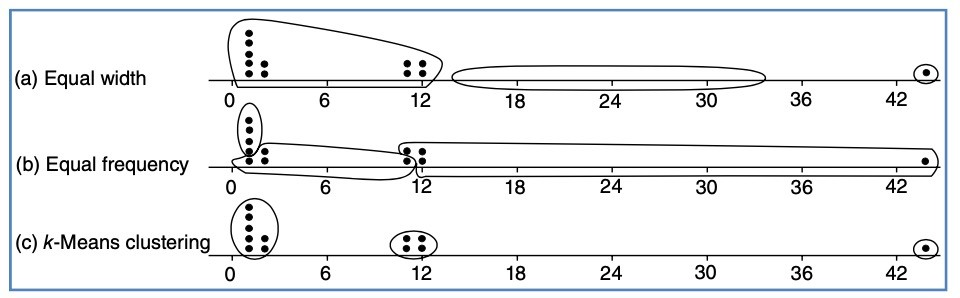 (a) Equal width
0 6 12 18 24 30 36 42
(b) Equal frequency
0 6 12 18 24 30 36 42
(c) k-Means clustering
0 6 12 18 24 30 36 42